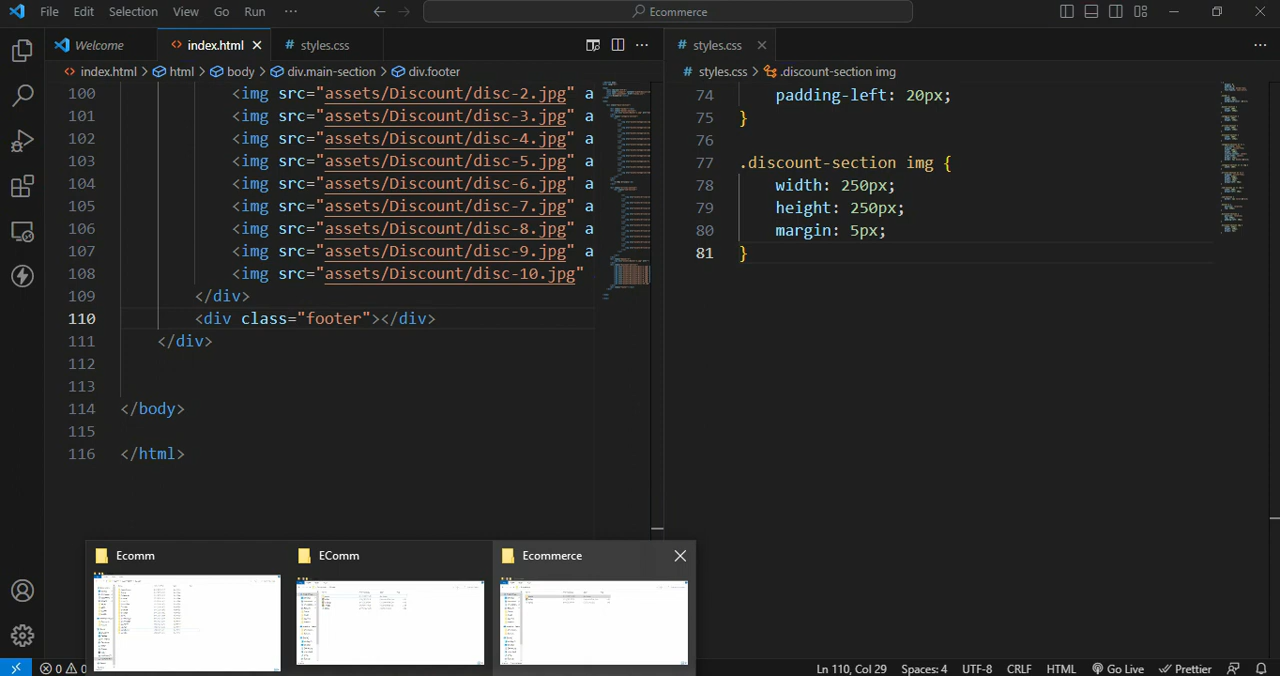 File Edit Selection View Go Run ··· Ecommerce
Welcome index.html styles.css styles.css
index.html > html > body > div.main-section > div.footer
styles.css > .discount-section img
100 <img src="assets/Discount/disc-2.jpg" a
101 <img src="assets/Discount/disc-3.jpg" a
102 <img src="assets/Discount/disc-4.jpg" a
103 <img src="assets/Discount/disc-5.jpg" a
104 <img src="assets/Discount/disc-6.jpg" a
105 <img src="assets/Discount/disc-7.jpg" a
106 <img src="assets/Discount/disc-8.jpg" a
107 <img src="assets/Discount/disc-9.jpg" a
108 <img src="assets/Discount/disc-10.jpg"
109 </div>
110 <div class="footer"></div>
111 </div>
112
113
114 </body>
115
116 </html>
74 padding-left: 20px;
75 }
76
77 .discount-section img {
78 width: 250px;
79 height: 250px;
80 margin: 5px;
81 }
Ecomm EComm Ecommerce
0 0 Ln 110, Col 29 Spaces: 4 UTF-8 CRLF HTML Go Live Prettier